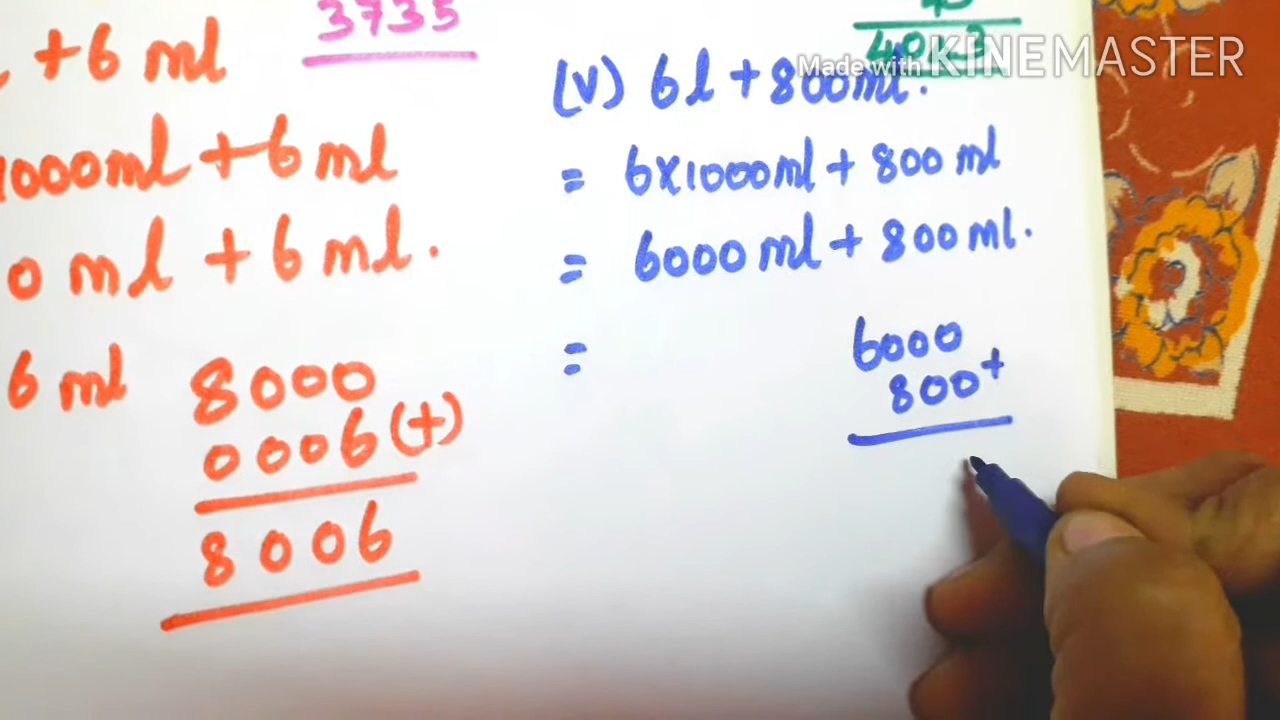 3735
+6 ml
1000ml + 6 ml
0 ml + 6 ml.
6 ml
8000
0006 (+)
8006
Made with KINEMASTER
(V) 6l + 800ml.
= 6x1000ml + 800 ml
= 6000 ml + 800 ml.
=
6000
800 +